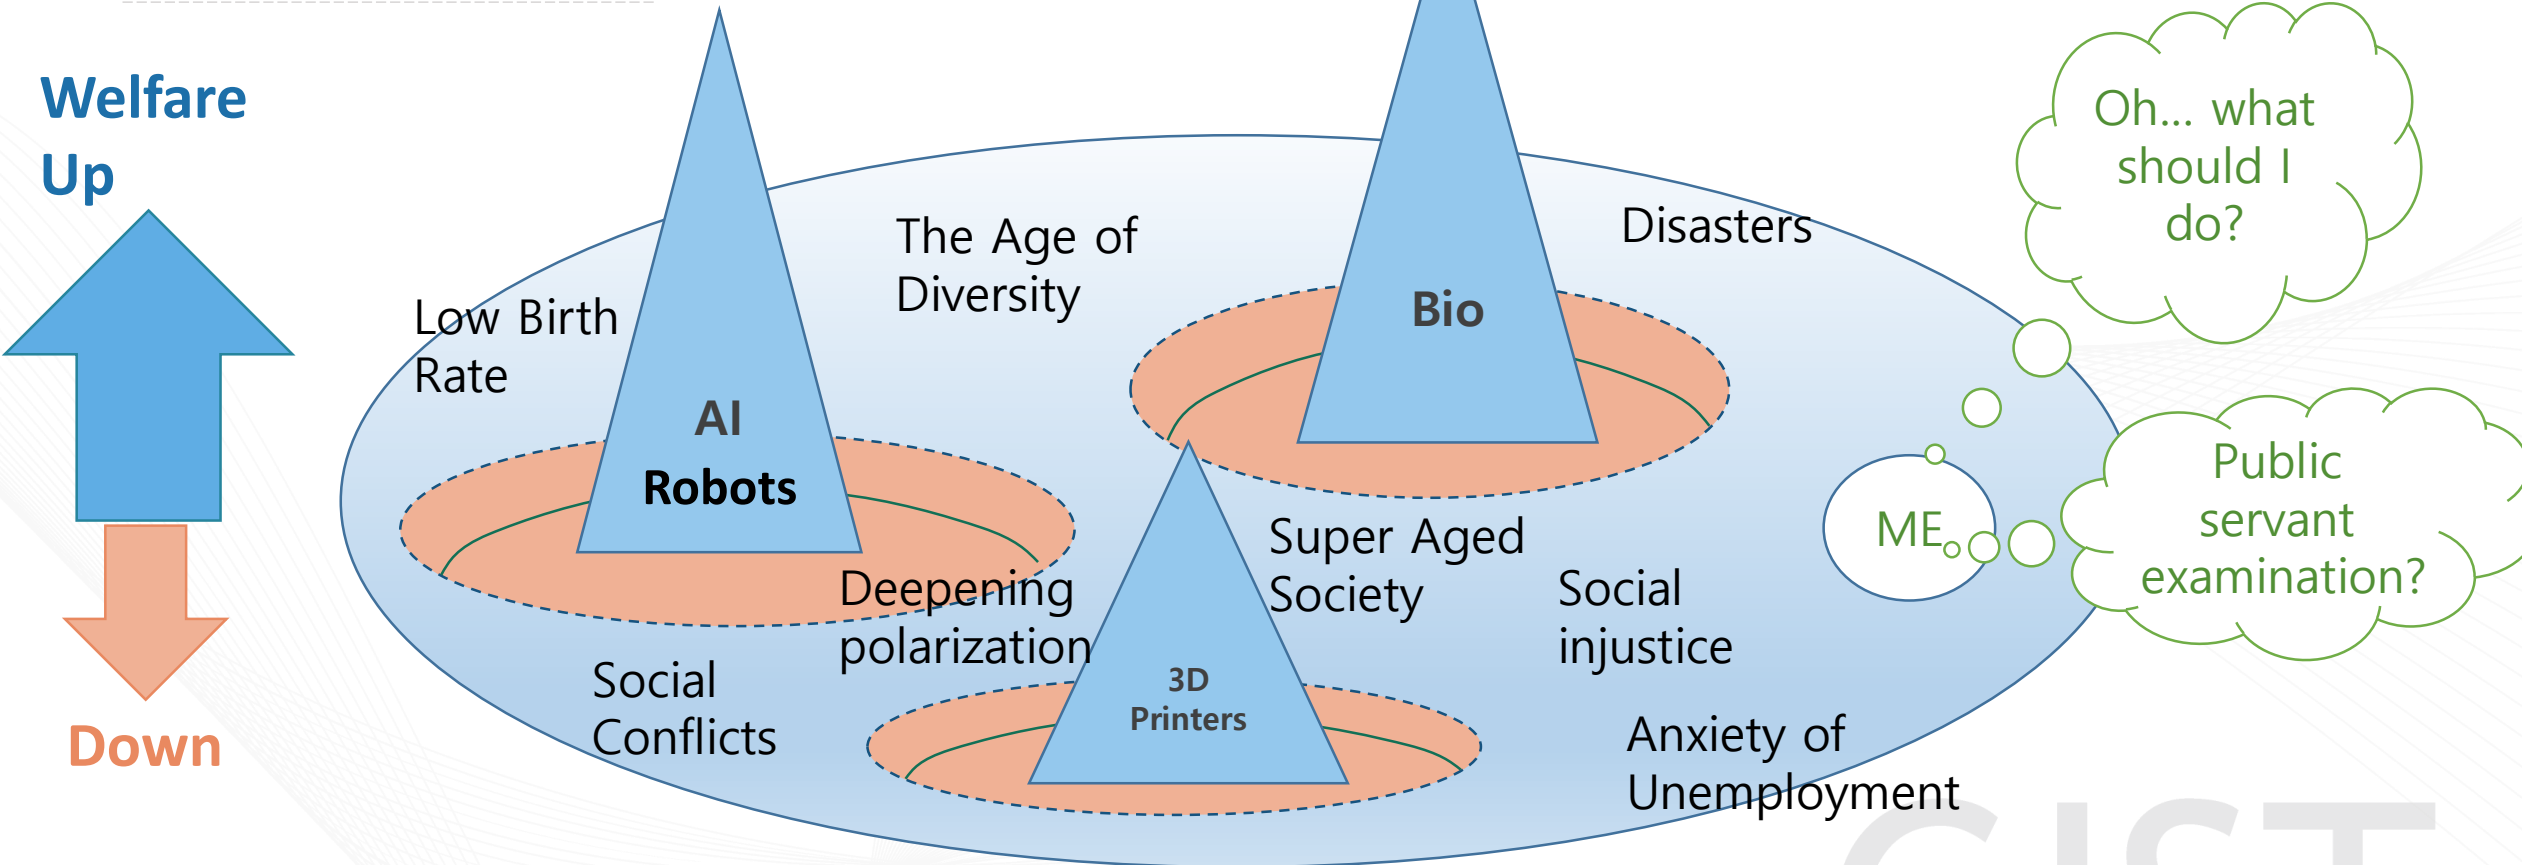 Welfare
Up
Down
Low Birth
Rate
AI
Robots
The Age of
Diversity
Bio
Disasters
Oh... what
should I
do?
Public
servant
examination?
ME
Super Aged
Society
Deepening
polarization
Social
injustice
Social
Conflicts
3D
Printers
Anxiety of
Unemployment
GIST